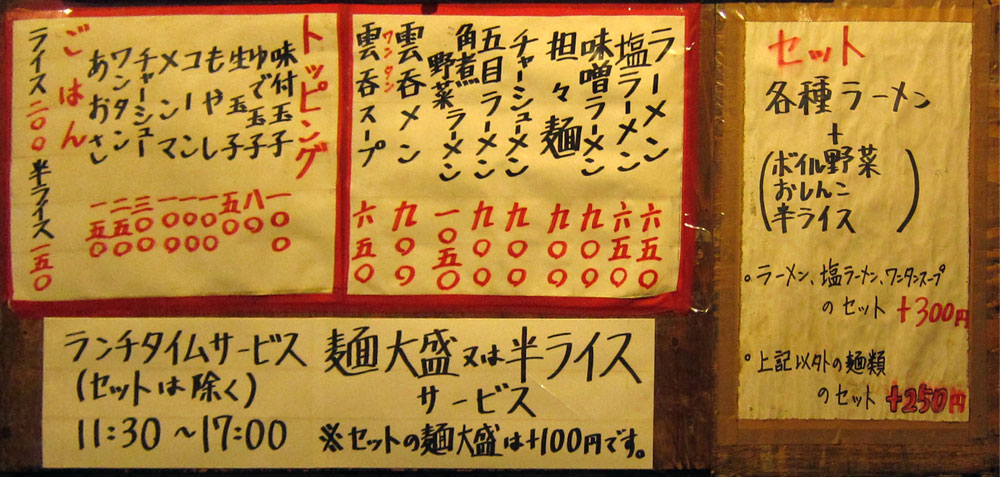 ラーメン 六五〇
塩ラーメン 六五〇
味噌ラーメン 九〇〇
担々麺 九〇〇
チャーシューメン 九〇〇
五目ラーメン 九〇〇
角煮野菜ラーメン 一〇五〇
雲呑メン 九〇〇
ワンタン
雲呑スープ 六五〇
トッピング
味付玉子 一〇〇
ゆで玉子 八〇
生玉子 五〇
もやし 一〇〇
コーン 一〇〇
メンマ 一〇〇
チャーシュー 三〇〇
ワンタン 二五〇
あおさ 一五〇
ごはん
ライス 二〇〇 半ライス 一五〇
セット
各種ラーメン
+
(ボイル野菜
おしんこ
半ライス)
。ラーメン、塩ラーメン、ワンタンスープ
のセット +300円
。上記以外の麺類
のセット +250円
ランチタイムサービス
(セットは除く)
11:30〜17:00
麺大盛又は半ライス
サービス
※セットの麺大盛は+100円です。